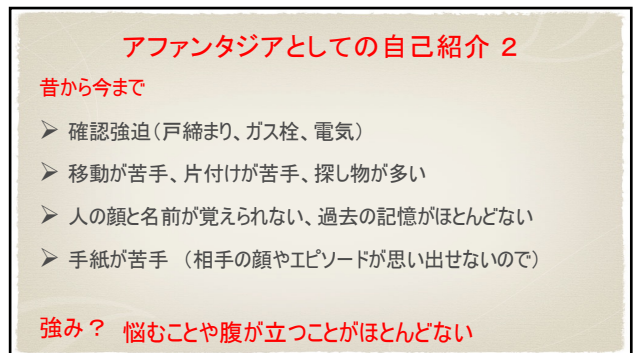 アファンタジアとしての自己紹介 2
昔から今まで
➢ 確認強迫(戸締まり、ガス栓、電気)
➢ 移動が苦手、片付けが苦手、探し物が多い
➢ 人の顔と名前が覚えられない、過去の記憶がほとんどない
➢ 手紙が苦手 (相手の顔やエピソードが思い出せないので)
強み? 悩むことや腹が立つことがほとんどない